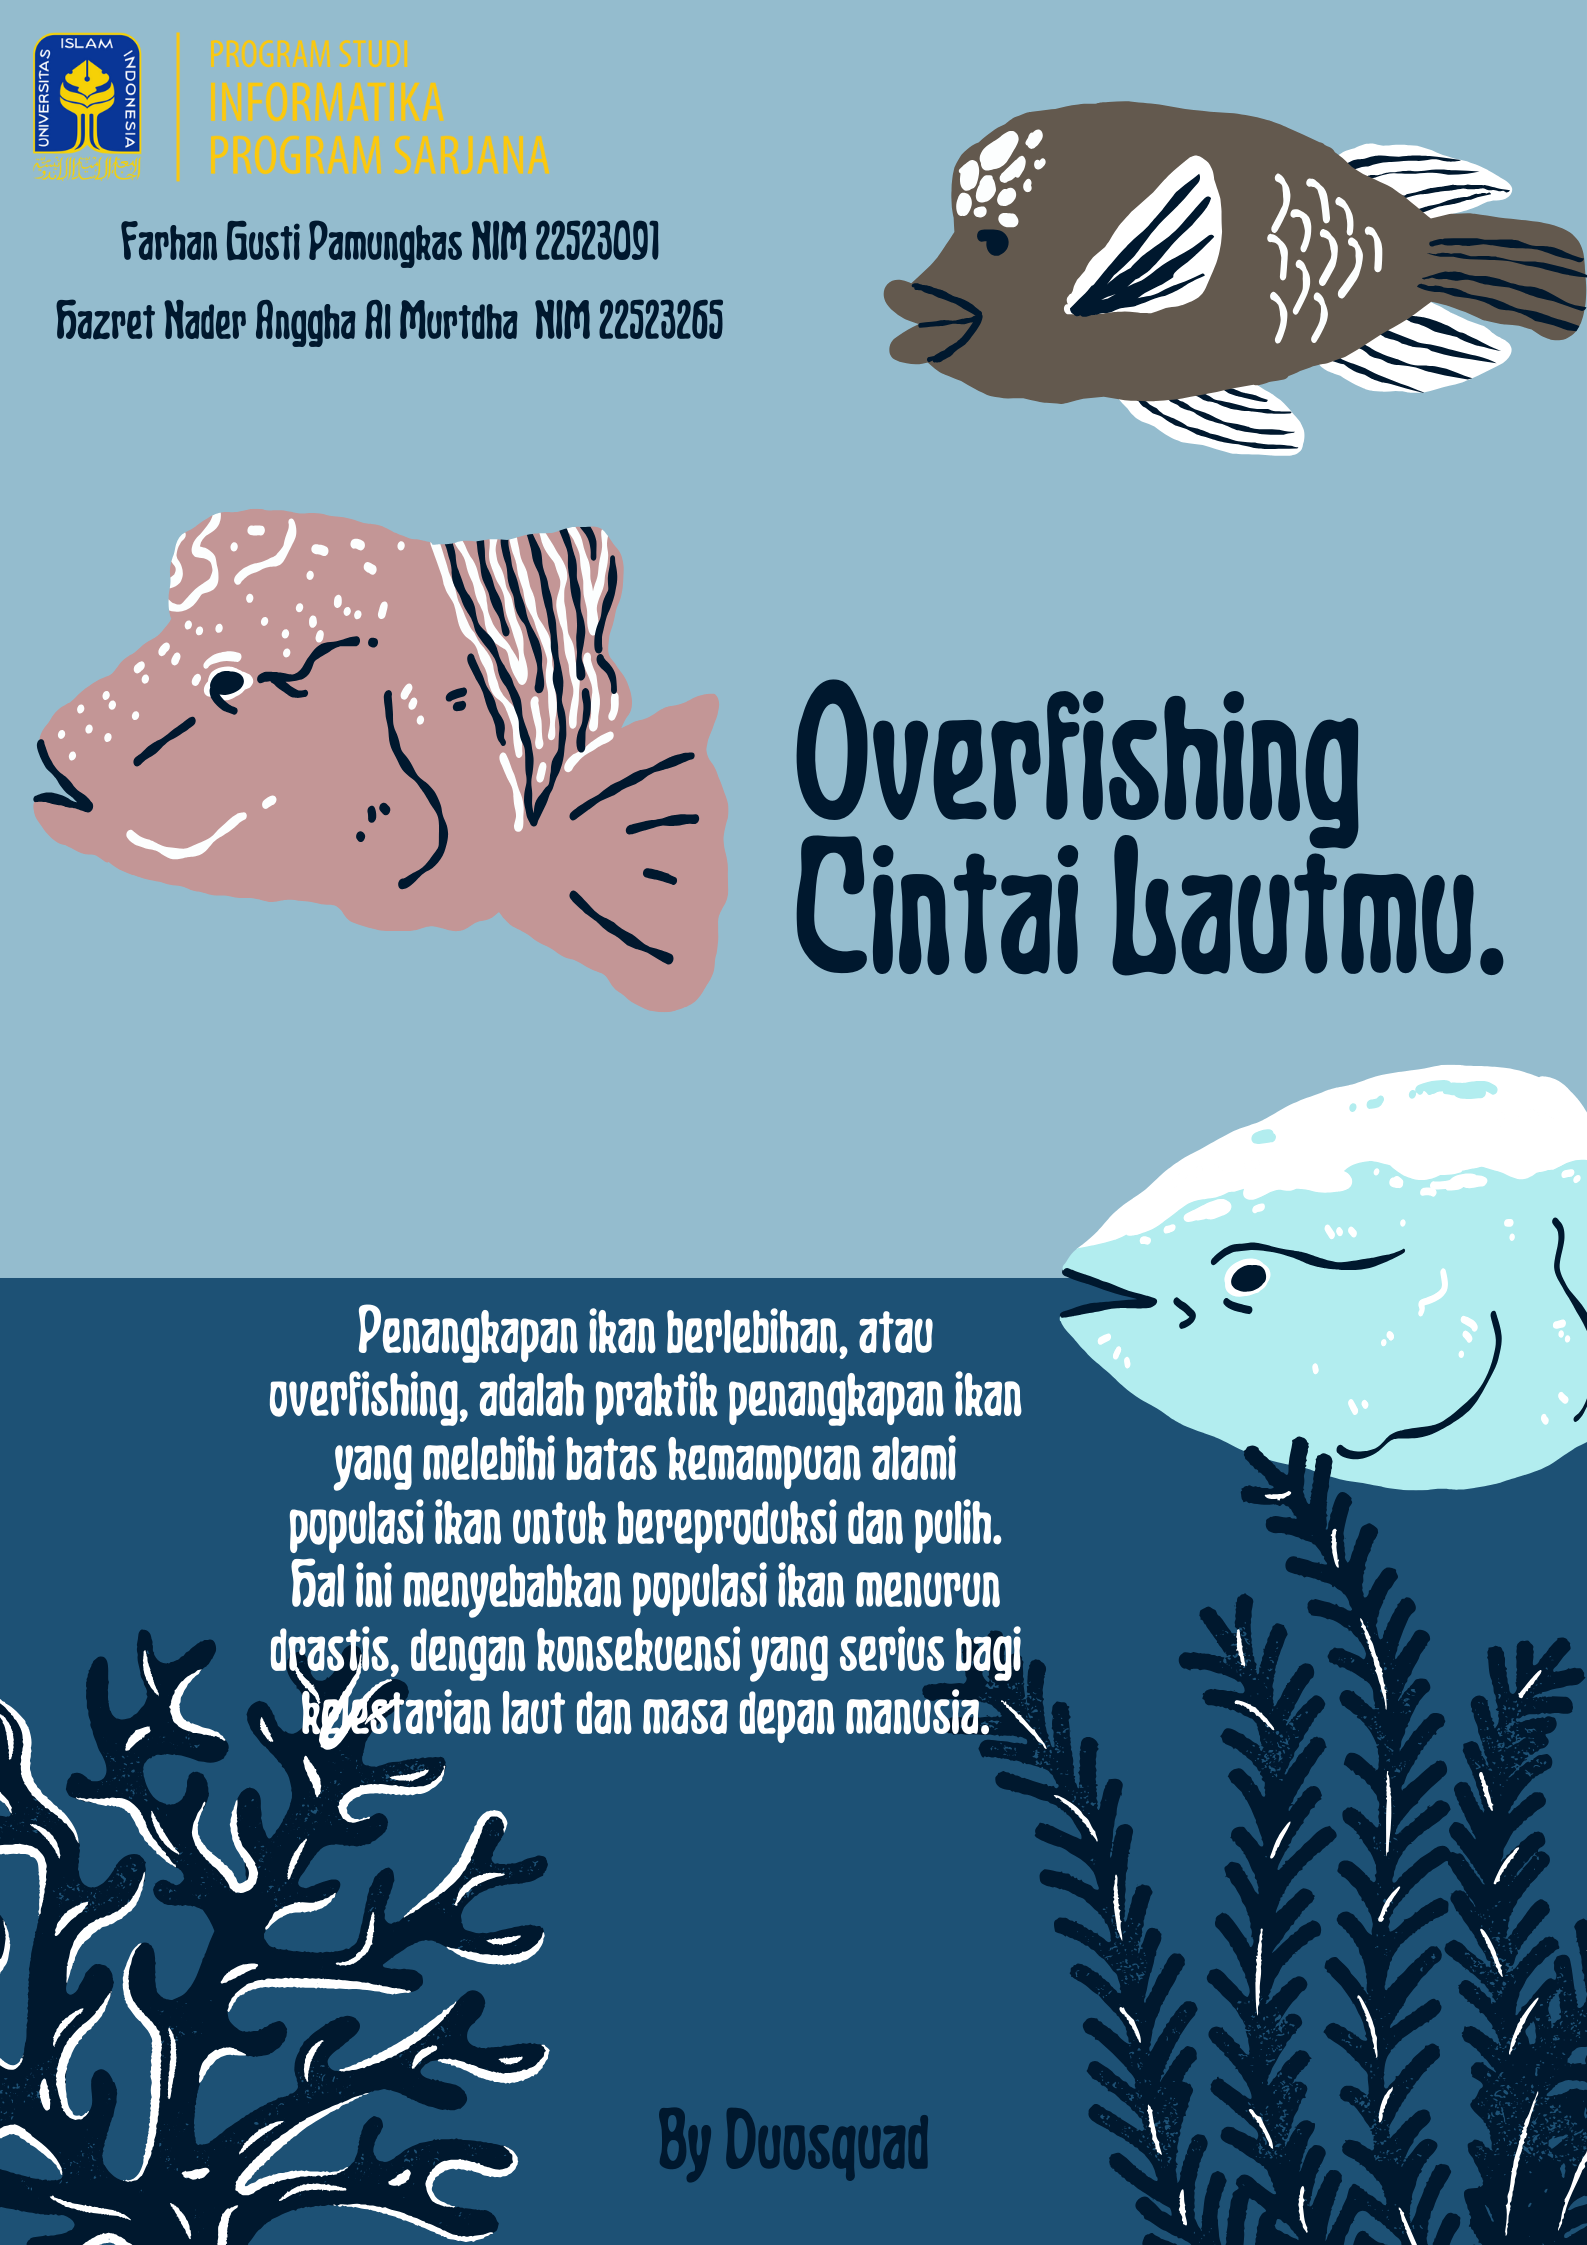 UNIVERSITAS ISLAM INDONESIA
PROGRAM STUDI
INFORMATIKA
PROGRAM SARJANA
Farhan Gusti Pamungkas NIM 22523091
Hazret Nader Anggha Al Murtdha NIM 22523265
Overfishing
Cintai Lautmu.
Penangkapan ikan berlebihan, atau
overfishing, adalah praktik penangkapan ikan
yang melebihi batas kemampuan alami
populasi ikan untuk bereproduksi dan pulih.
Hal ini menyebabkan populasi ikan menurun
drastis, dengan konsekuensi yang serius bagi
kelestarian laut dan masa depan manusia.
By Duosquad